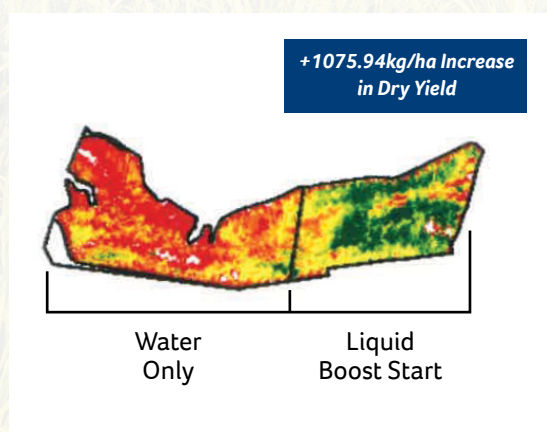 +1075.94kg/ha Increase
in Dry Yield
Water
Only
Liquid
Boost Start